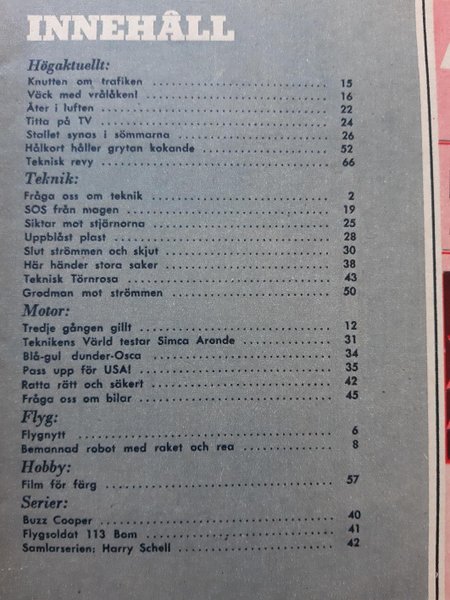 INNEHÅLL
Högaktuellt:
Knutten om trafiken 15
Väck med vrålåken! 16
Åter i luften 22
Titta på TV 24
Stallet synas i sömmarna 26
Hålkort håller grytan kokande 52
Teknisk revy 66
Teknik:
Fråga oss om teknik 2
SOS från magen 19
Siktar mot stjärnorna 25
Uppblåst plast 28
Slut strömmen och skjut 30
Här händer stora saker 38
Teknisk Törnrosa 43
Grodman mot strömmen 50
Motor:
Tredje gången gillt 12
Teknikens Värld testar Simca Aronde 31
Blå-gul dunder-Osca 34
Pass upp för USA! 35
Ratta rätt och säkert 42
Fråga oss om bilar 45
Flyg:
Flygnytt 6
Bemannad robot med raket och rea 8
Hobby:
Film för färg 57
Serier:
Buzz Cooper 40
Flygsoldat 113 Bom 41
Samlarserien; Harry Schell 42